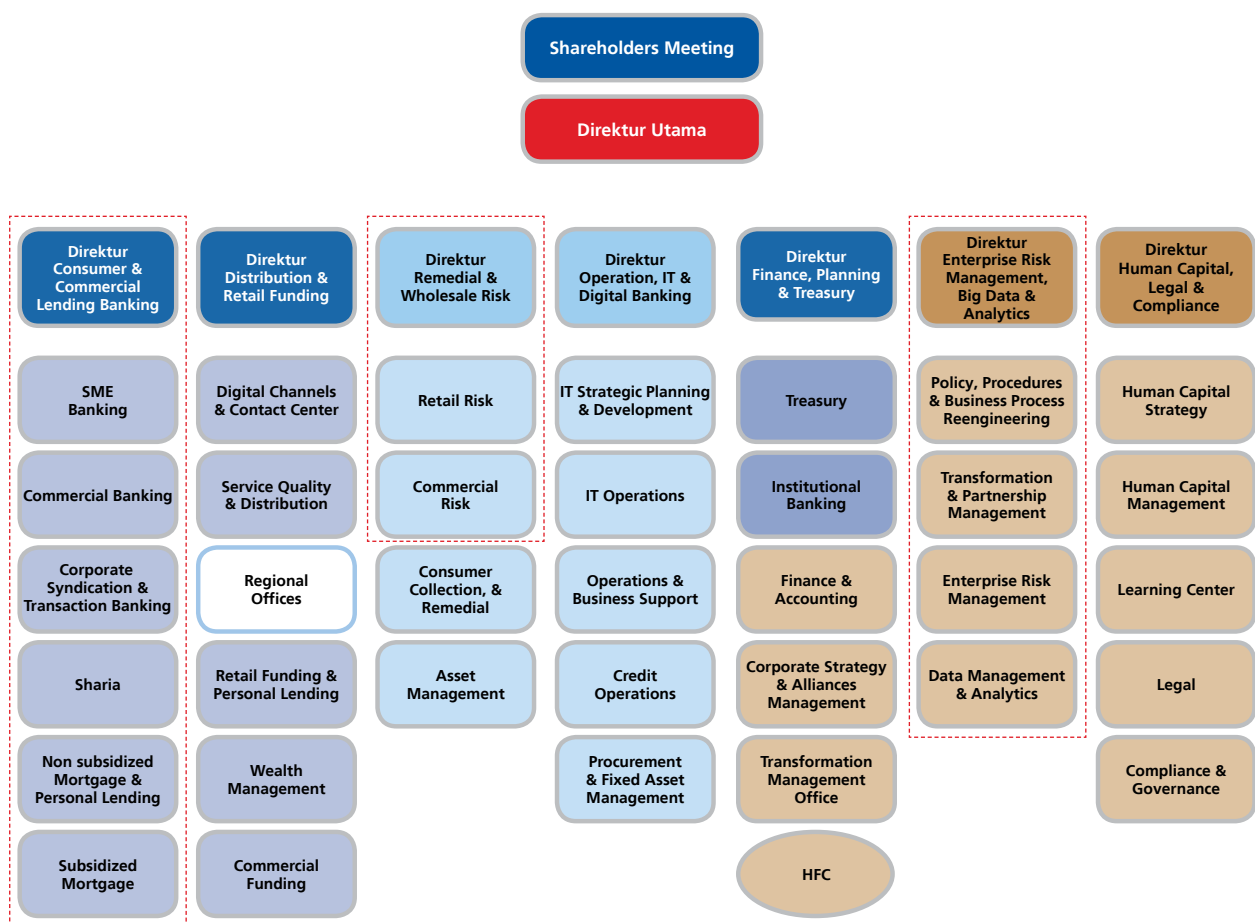 Shareholders Meeting
Direktur Utama
Direktur
Consumer &
Commercial
Lending Banking
Direktur
Distribution &
Retail Funding
Direktur
Remedial &
Wholesale Risk
Direktur
Operation, IT &
Digital Banking
Direktur
Finance, Planning
& Treasury
Direktur
Enterprise Risk
Management,
Big Data &
Analytics
Direktur
Human Capital,
Legal &
Compliance
SME
Banking
Digital Channels
& Contact Center
Retail Risk
IT Strategic Planning
& Development
Treasury
Policy, Procedures
& Business Process
Reengineering
Human Capital
Strategy
Commercial Banking
Service Quality
& Distribution
Commercial
Risk
IT Operations
Institutional
Banking
Transformation
& Partnership
Management
Human Capital
Management
Corporate
Syndication &
Transaction Banking
Regional
Offices
Consumer
Collection, &
Remedial
Operations &
Business Support
Finance &
Accounting
Enterprise Risk
Management
Learning Center
Sharia
Retail Funding &
Personal Lending
Asset
Management
Credit
Operations
Corporate Strategy
& Alliances
Management
Data Management
& Analytics
Legal
Non subsidized
Mortgage &
Personal Lending
Wealth
Management
Procurement
& Fixed Asset
Management
Transformation
Management
Office
Compliance &
Governance
Subsidized
Mortgage
Commercial
Funding
HFC